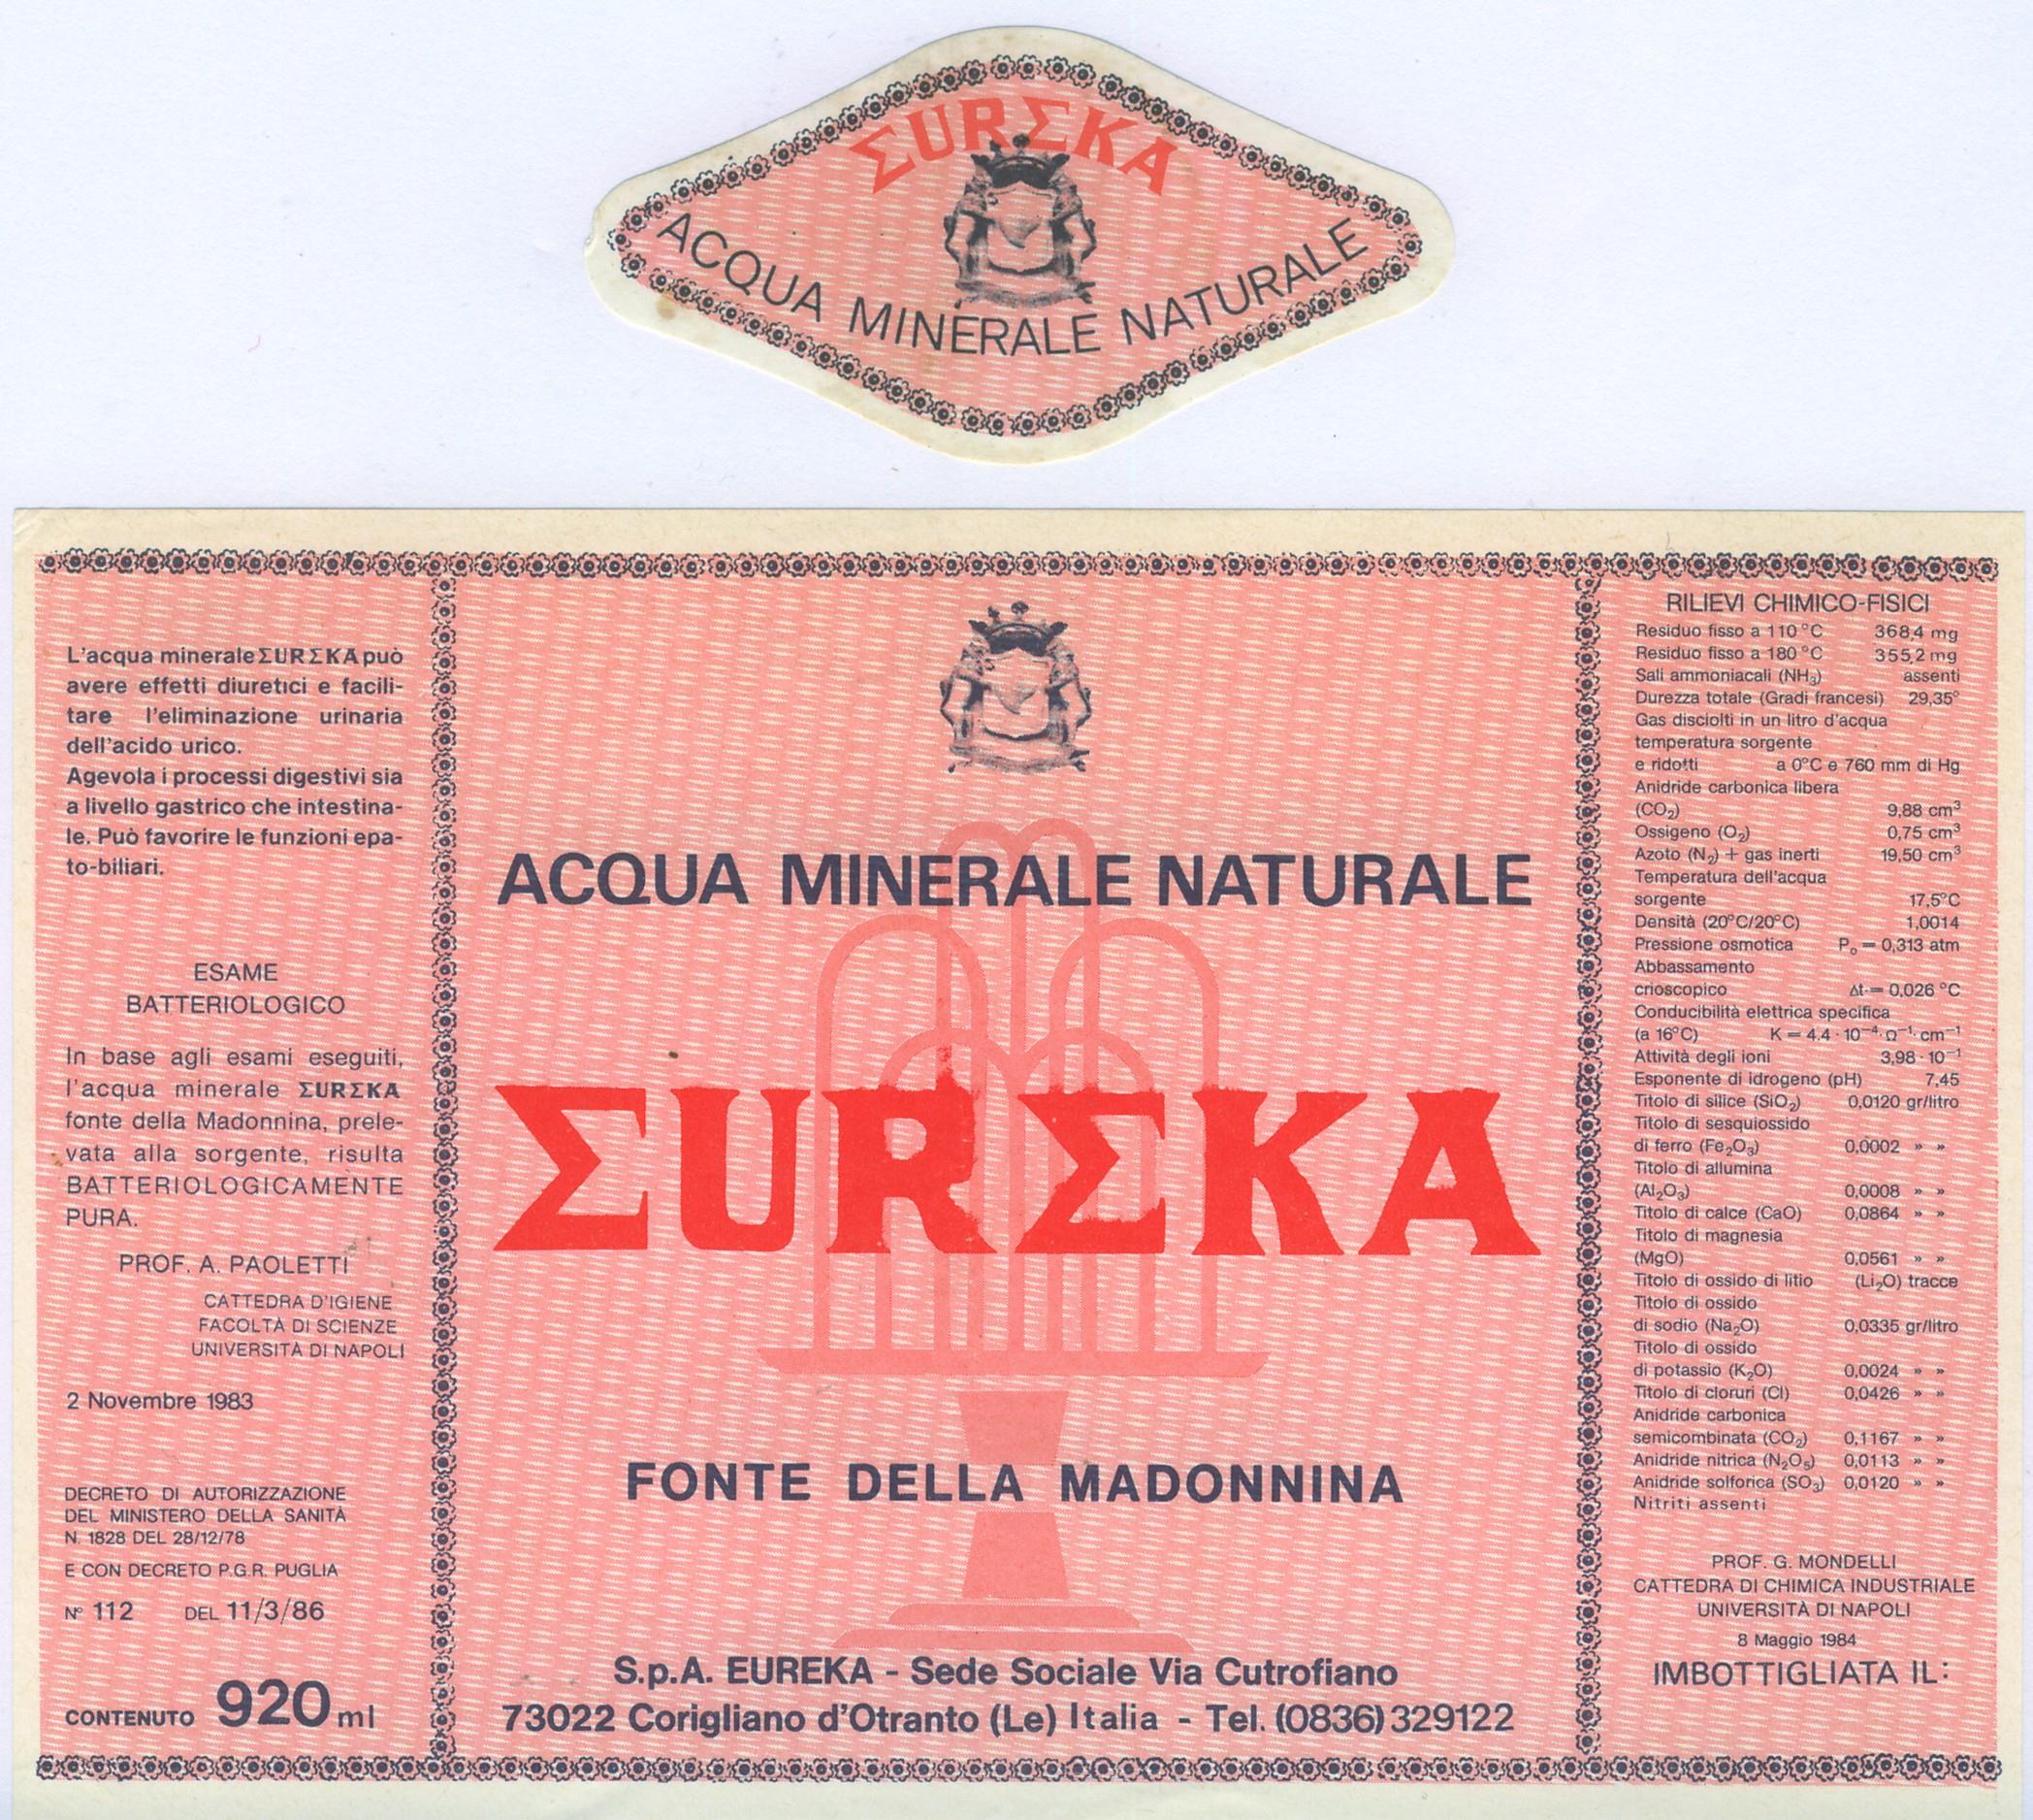 ΣURΣKA
ACQUA MINERALE NATURALE
L'acqua minerale ΣURΣKA può
avere effetti diuretici e facili-
tare l'eliminazione urinaria
dell'acido urico.
Agevola i processi digestivi sia
a livello gastrico che intestina-
le. Può favorire le funzioni epa-
to-biliari.
ESAME
BATTERIOLOGICO
In base agli esami eseguiti,
l'acqua minerale ΣURΣKA
fonte della Madonnina, prele-
vata alla sorgente, risulta
BATTERIOLOGICAMENTE
PURA.
PROF. A. PAOLETTI
CATTEDRA D'IGIENE
FACOLTÀ DI SCIENZE
UNIVERSITÀ DI NAPOLI
2 Novembre 1983
DECRETO DI AUTORIZZAZIONE
DEL MINISTERO DELLA SANITÀ
N. 1828 DEL 28/12/78
E CON DECRETO P.G.R. PUGLIA
N° 112 DEL 11/3/86
CONTENUTO 920 ml
ACQUA MINERALE NATURALE
ΣURΣKA
FONTE DELLA MADONNINA
S.p.A. EUREKA - Sede Sociale Via Cutrofiano
73022 Corigliano d'Otranto (Le) Italia - Tel. (0836) 329122
RILIEVI CHIMICO-FISICI
Residuo fisso a 110 °C 368,4 mg
Residuo fisso a 180 °C 355,2 mg
Sali ammoniacali (NH₃) assenti
Durezza totale (Gradi francesi) 29,35°
Gas disciolti in un litro d'acqua
temperatura sorgente
e ridotti a 0°C e 760 mm di Hg
Anidride carbonica libera
(CO₂) 9,88 cm³
Ossigeno (O₂) 0,75 cm³
Azoto (N₂) + gas inerti 19,50 cm³
Temperatura dell'acqua
sorgente 17,5°C
Densità (20°C/20°C) 1,0014
Pressione osmotica Pₒ = 0,313 atm
Abbassamento
crioscopico Δt = 0,026 °C
Conducibilità elettrica specifica
(a 16°C) K = 4.4 · 10⁻⁴ · Ω⁻¹ · cm⁻¹
Attività degli ioni 3,98 · 10⁻¹
Esponente di idrogeno (pH) 7,45
Titolo di silice (SiO₂) 0,0120 gr/litro
Titolo di sesquiossido
di ferro (Fe₂O₃) 0,0002 » »
Titolo di allumina
(Al₂O₃) 0,0008 » »
Titolo di calce (CaO) 0,0864 » »
Titolo di magnesia
(MgO) 0,0561 » »
Titolo di ossido di litio (Li₂O) tracce
Titolo di ossido
di sodio (Na₂O) 0,0335 gr/litro
Titolo di ossido
di potassio (K₂O) 0,0024 » »
Titolo di cloruri (Cl) 0,0426 » »
Anidride carbonica
semicombinata (CO₂) 0,1167 » »
Anidride nitrica (N₂O₅) 0,0113 » »
Anidride solforica (SO₃) 0,0120 » »
Nitriti assenti
PROF. G. MONDELLI
CATTEDRA DI CHIMICA INDUSTRIALE
UNIVERSITÀ DI NAPOLI
8 Maggio 1984
IMBOTTIGLIATA IL: